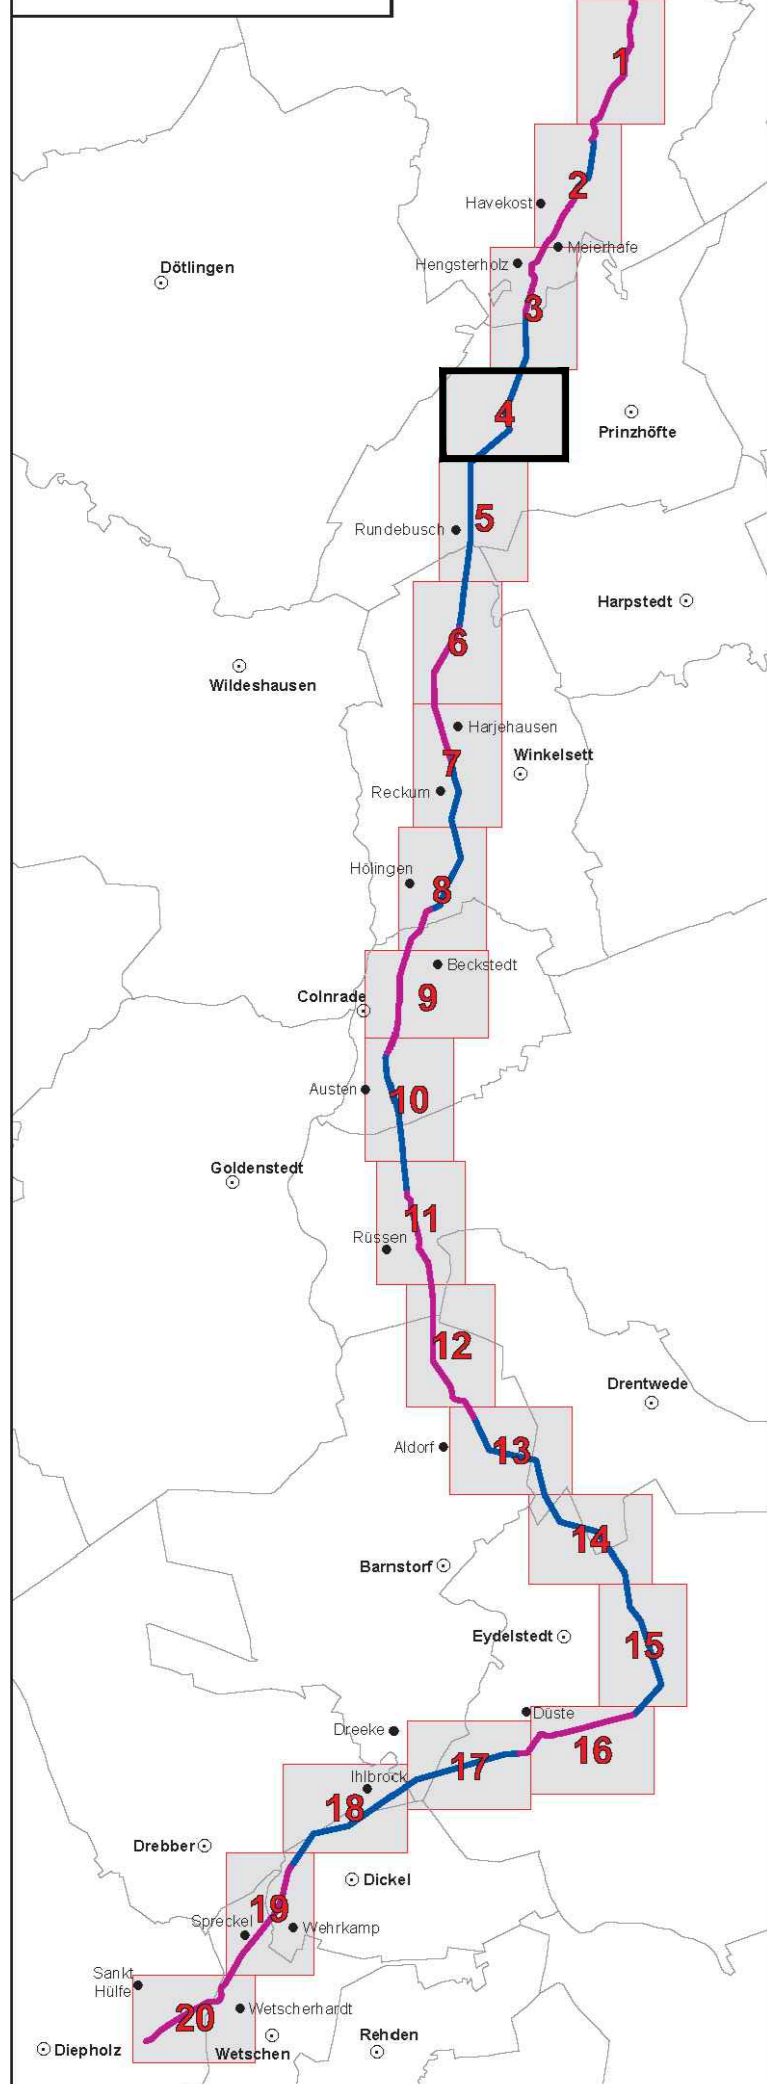 1
2
Havekost
Meierhafe
Hengsterholz
Dötlingen
3
4
Prinzhöfte
5
Rundebusch
Harpstedt
6
Wildeshausen
Harjehausen
Winkelsett
7
Reckum
Hölingen
8
Beckstedt
Colnrade
9
Austen
10
Goldenstedt
11
Rüssen
12
Drentwede
Aldorf
13
14
Barnstorf
Eydelstedt
15
Düste
Dreeke
16
17
Ihlbrock
18
Drebber
Dickel
19
Spreckel
Wehrkamp
Sankt
Hülfe
Wetscherhardt
20
Diepholz
Wetschen
Rehden